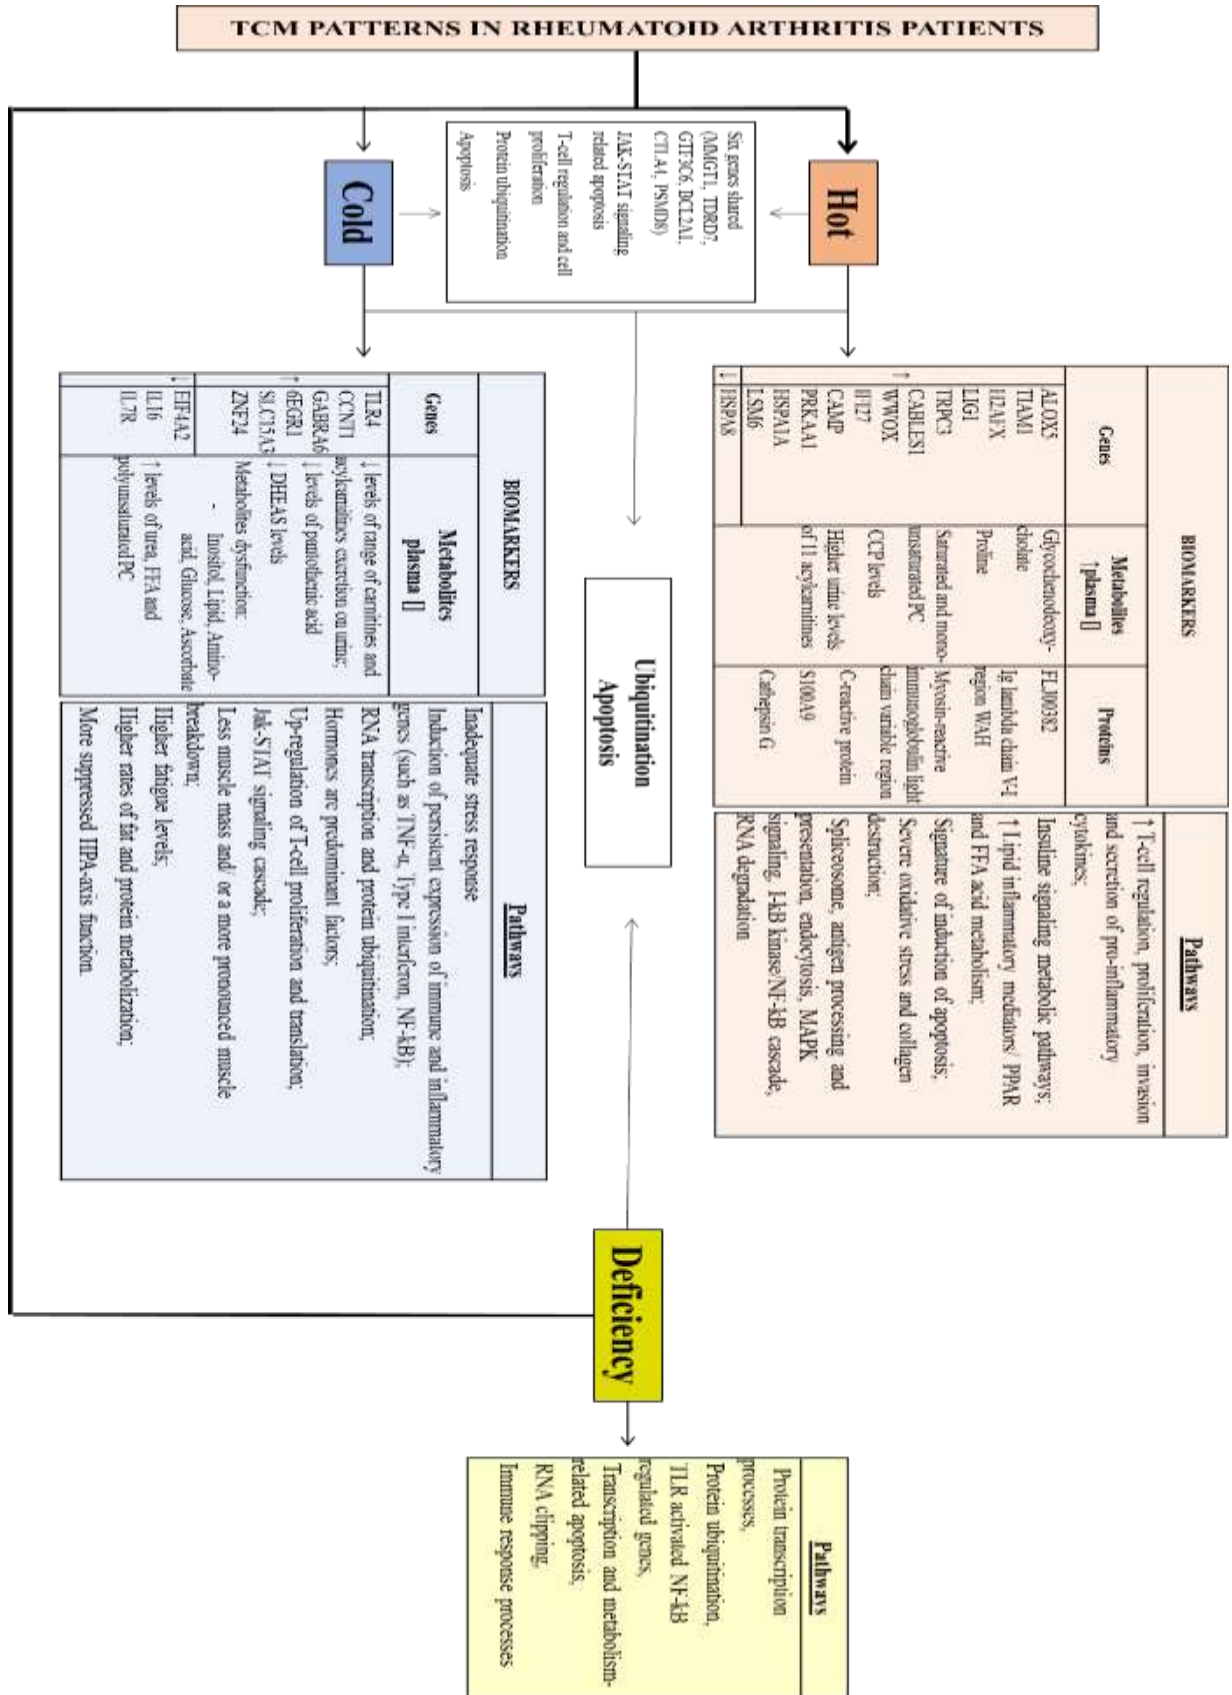 TCM PATTERNS IN RHEUMATOID ARTHRITIS PATIENTS
Hot
Six genes shared
(MMGT1, TDRD7,
GTF3C6, BCL2A1,
CTLA4, PSMD8)
JAK-STAT signaling
related apoptosis
T-cell regulation and cell
proliferation
Protein ubiquitination
Apoptosis
Cold
BIOMARKERS
Genes
Metabolites
↑plasma []
Proteins
ALOX5
TIAM1
H2AFX
LIG1
TRPC3
↑ CABLES1
WWOX
IFI27
CAMP
PRKAA1
HSPA1A
LSM6
↓ HSPA8
Glycochenodeoxy-
cholate
Proline
Saturated and mono-
unsaturated PC
CCP levels
Higher urine levels
of 11 acylcarnitines
FLJ00382
Ig lambda chain V-I
region WAH
Myosin-reactive
immunoglobulin light
chain variable region
C-reactive protein
S100A9
Cathepsin G
Pathways
↑ T-cell regulation, proliferation, invasion
and secretion of pro-inflammatory
cytokines;
Insuline signaling metabolic pathways;
↑ Lipid inflammatory mediators/ PPAR
and FFA acid metabolism;
Signature of induction of apoptosis;
Severe oxidative stress and collagen
destruction;
Spliceosome, antigen processing and
presentation, endocytosis, MAPK
signaling, I-kB kinase/NF-kB cascade,
RNA degradation
Ubiquitination
Apoptosis
BIOMARKERS
Genes
Metabolites
plasma []
TLR4
CCNT1
GABRA6
↑ 6EGR1
SLC15A3
ZNF24
↓ EIF4A2
IL16
IL7R
↓ levels of range of carnitines and
acylcarnitines excretion on urine;
↓ levels of pantothenic acid
↓ DHEAS levels
Metabolites dysfunction:
- Inositol, Lipid, Amino-
acid, Glucose, Ascorbate
↑ levels of urea, FFA and
polyunsaturated PC
Pathways
Inadequate stress response
Induction of persistent expression of immune and inflammatory
genes (such as TNF-α, Type I interferon, NF-kB);
RNA transcription and protein ubiquitination;
Hormones are predominant factors;
Up-regulation of T-cell proliferation and translation;
Jak-STAT signaling cascade;
Less muscle mass and/ or a more pronounced muscle
breakdown;
Higher fatigue levels;
Higher rates of fat and protein metabolization;
More suppressed HPA-axis function.
Deficiency
Pathways
Protein transcription
processes,
Protein ubiquitination,
TLR activated NF-kB
regulated genes,
Transcription and metabolism-
related apoptosis,
RNA clipping,
Immune response processes